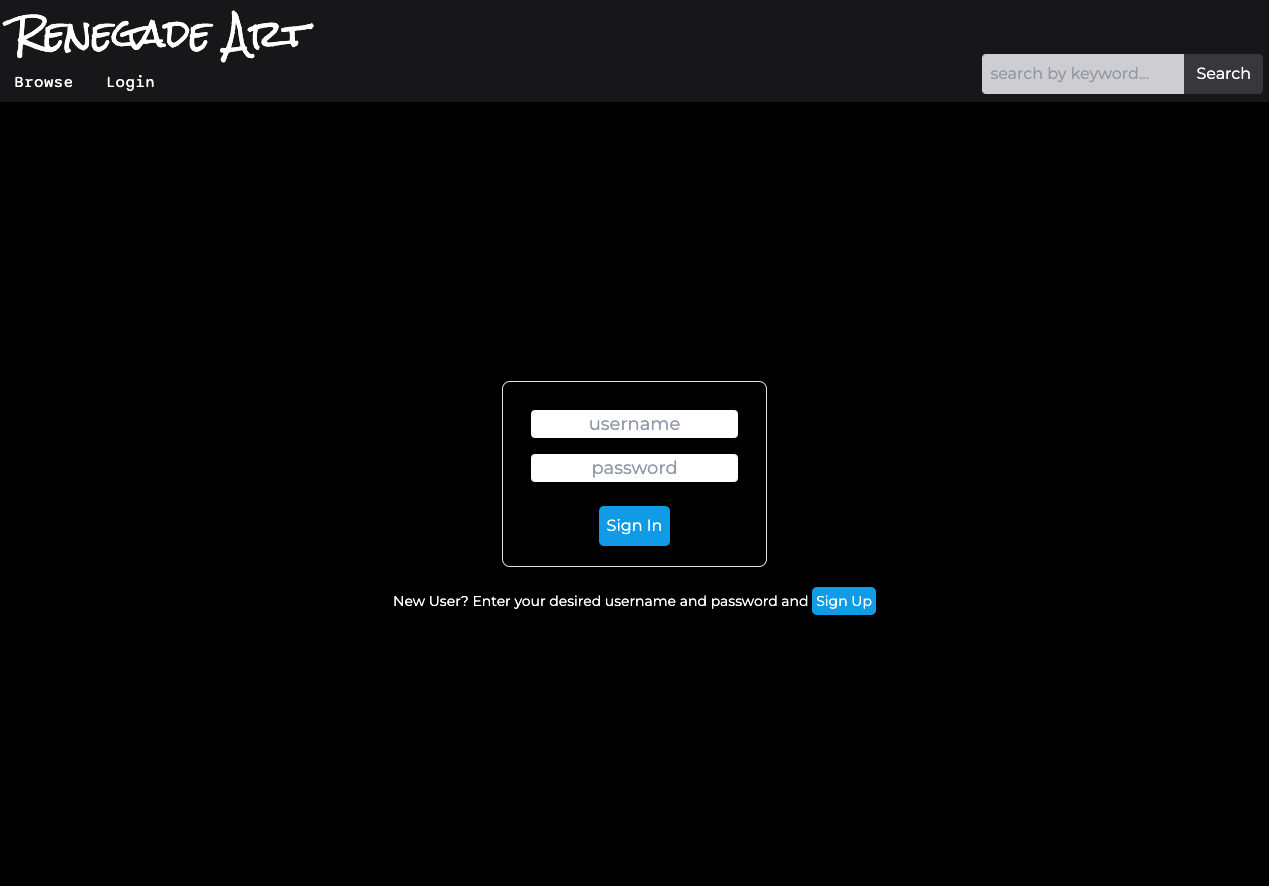 Renegade Art
Browse Login
search by keyword... Search
username
password
Sign In
New User? Enter your desired username and password and Sign Up